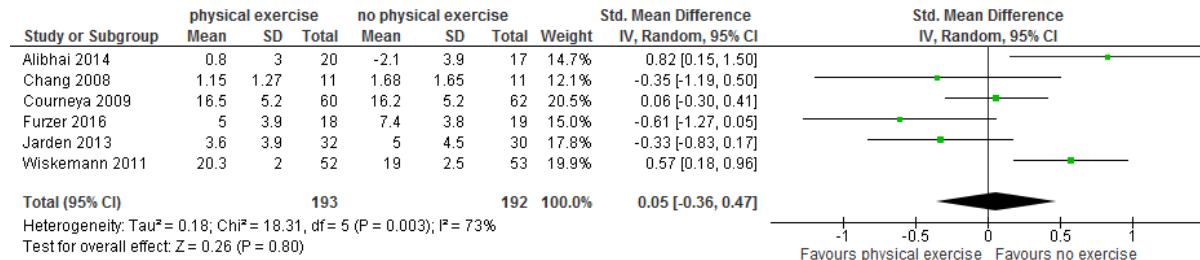 physical exercise no physical exercise Std. Mean Difference Std. Mean Difference
Study or Subgroup Mean SD Total Mean SD Total Weight IV, Random, 95% CI IV, Random, 95% CI
Alibhai 2014 0.8 3 20 -2.1 3.9 17 14.7% 0.82 [0.15, 1.50]
Chang 2008 1.15 1.27 11 1.68 1.65 11 12.1% -0.35 [-1.19, 0.50]
Courneya 2009 16.5 5.2 60 16.2 5.2 62 20.5% 0.06 [-0.30, 0.41]
Furzer 2016 5 3.9 18 7.4 3.8 19 15.0% -0.61 [-1.27, 0.05]
Jarden 2013 3.6 3.9 32 5 4.5 30 17.8% -0.33 [-0.83, 0.17]
Wiskemann 2011 20.3 2 52 19 2.5 53 19.9% 0.57 [0.18, 0.96]
Total (95% CI) 193 192 100.0% 0.05 [-0.36, 0.47]
Heterogeneity: Tau² = 0.18; Chi² = 18.31, df = 5 (P = 0.003); I² = 73%
Test for overall effect: Z = 0.26 (P = 0.80)
-1 -0.5 0 0.5 1
Favours physical exercise Favours no exercise